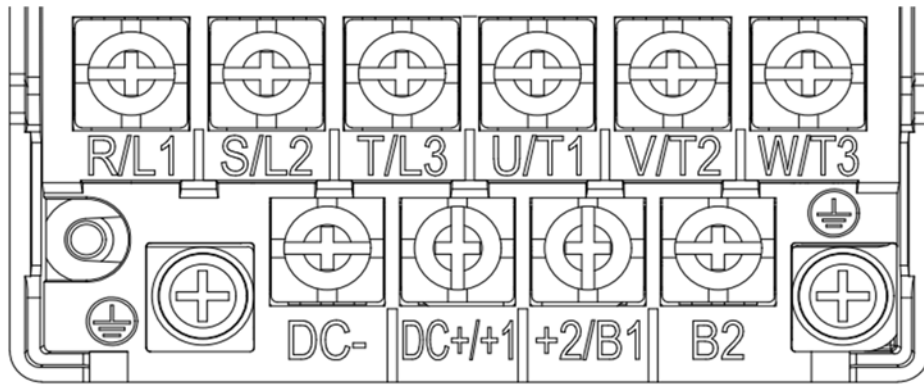 R/L1 S/L2 T/L3 U/T1 V/T2 W/T3
DC- DC+/+1 +2/B1 B2